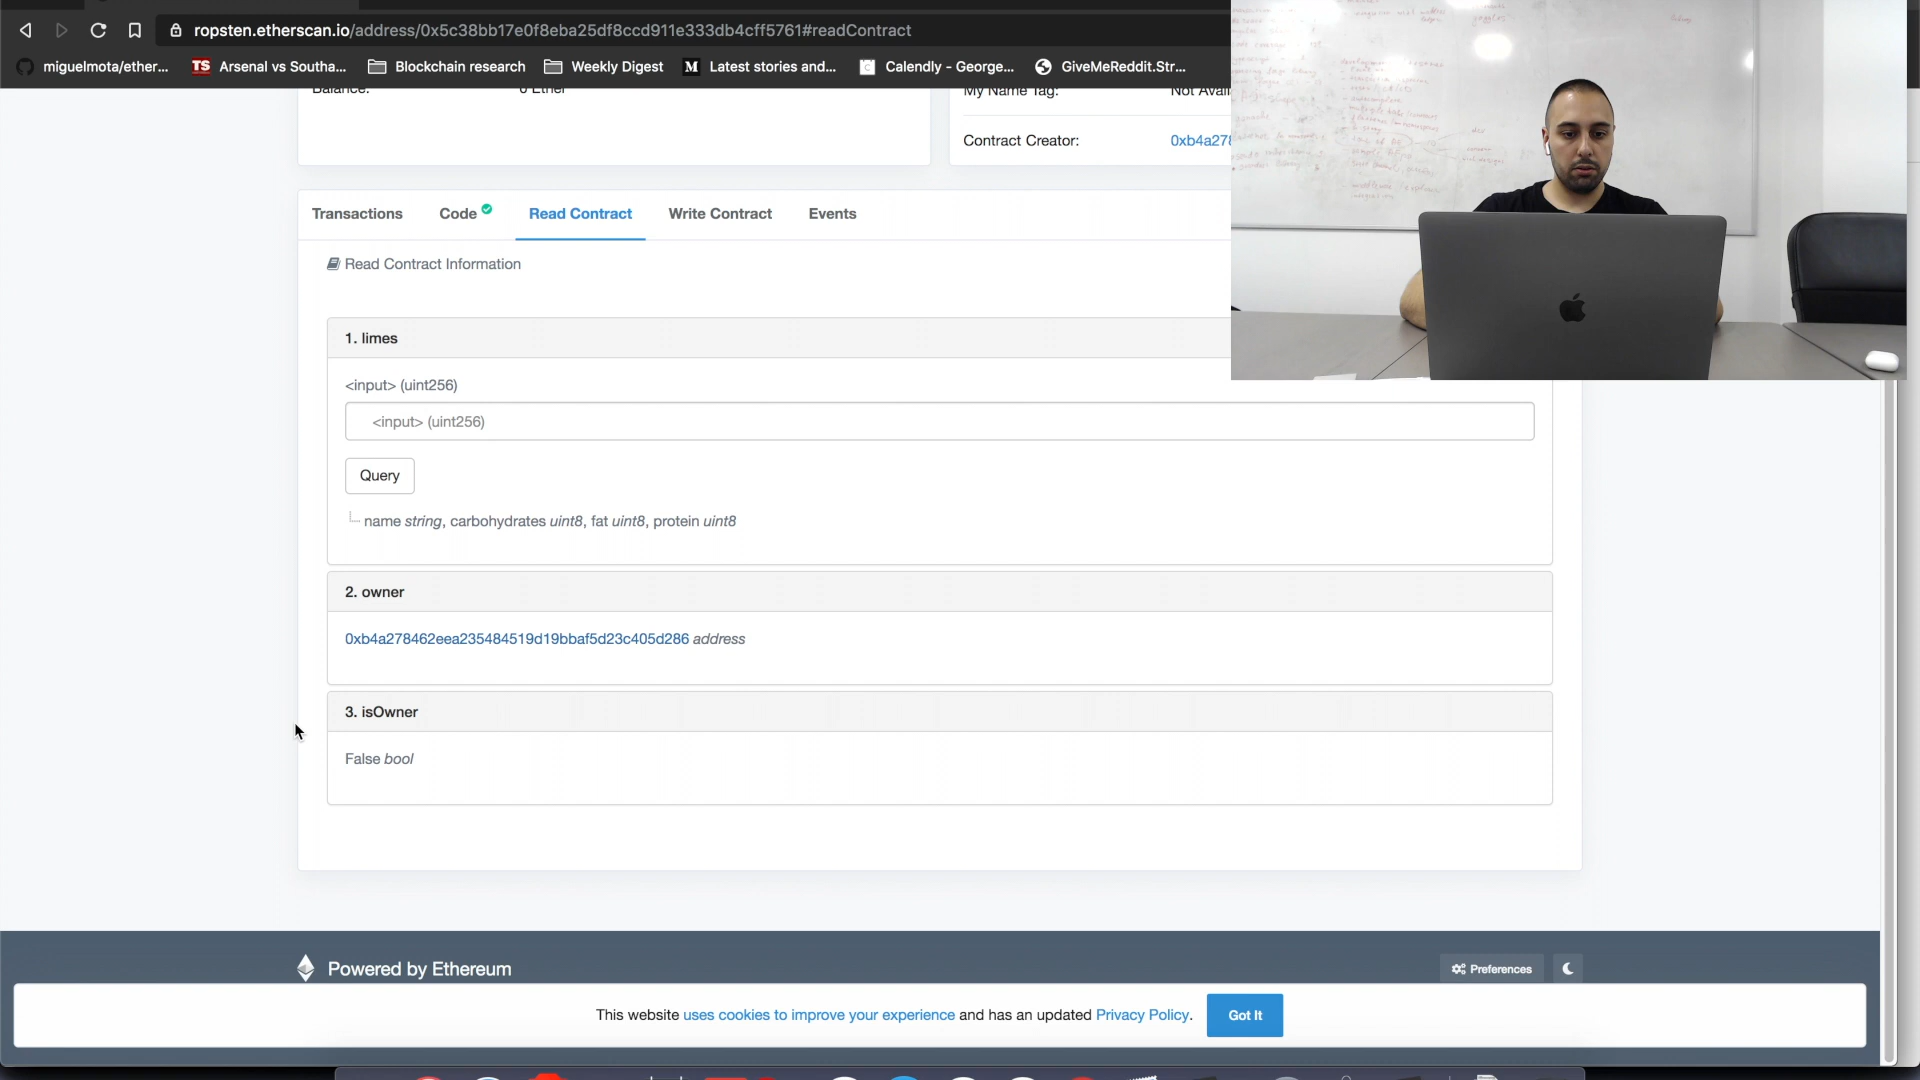 ropsten.etherscan.io/address/0x5c38bb17e0f8eba25df8ccd911e333db4cff5761#readContract
miguelmota/ether... TS Arsenal vs Southa... Blockchain research Weekly Digest M Latest stories and... C Calendly - George... GiveMeReddit.Str...
Balance: 0 Ether
My Name Tag: Not Avail
Contract Creator: 0xb4a278
Transactions Code Read Contract Write Contract Events
Read Contract Information
1. limes
<input> (uint256)
<input> (uint256)
Query
name string, carbohydrates uint8, fat uint8, protein uint8
2. owner
0xb4a278462eea235484519d19bbaf5d23c405d286 address
3. isOwner
False bool
Powered by Ethereum
Preferences
This website uses cookies to improve your experience and has an updated Privacy Policy. Got It